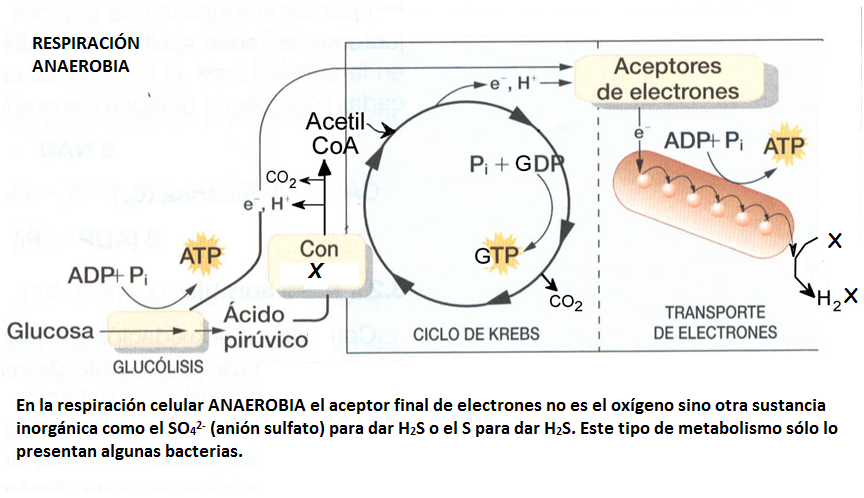 RESPIRACIÓN
ANAEROBIA
Aceptores
de electrones
e⁻, H⁺
Acetil
CoA
e⁻
ADP+ Pᵢ
ATP
CO₂
Pᵢ + GDP
e⁻, H⁺
ATP
Con
X
GTP
X
ADP+ Pᵢ
CO₂
H₂X
Glucosa
Ácido
pirúvico
CICLO DE KREBS
TRANSPORTE
DE ELECTRONES
GLUCÓLISIS
En la respiración celular ANAEROBIA el aceptor final de electrones no es el oxígeno sino otra sustancia
inorgánica como el SO₄²⁻ (anión sulfato) para dar H₂S o el S para dar H₂S. Este tipo de metabolismo sólo lo
presentan algunas bacterias.